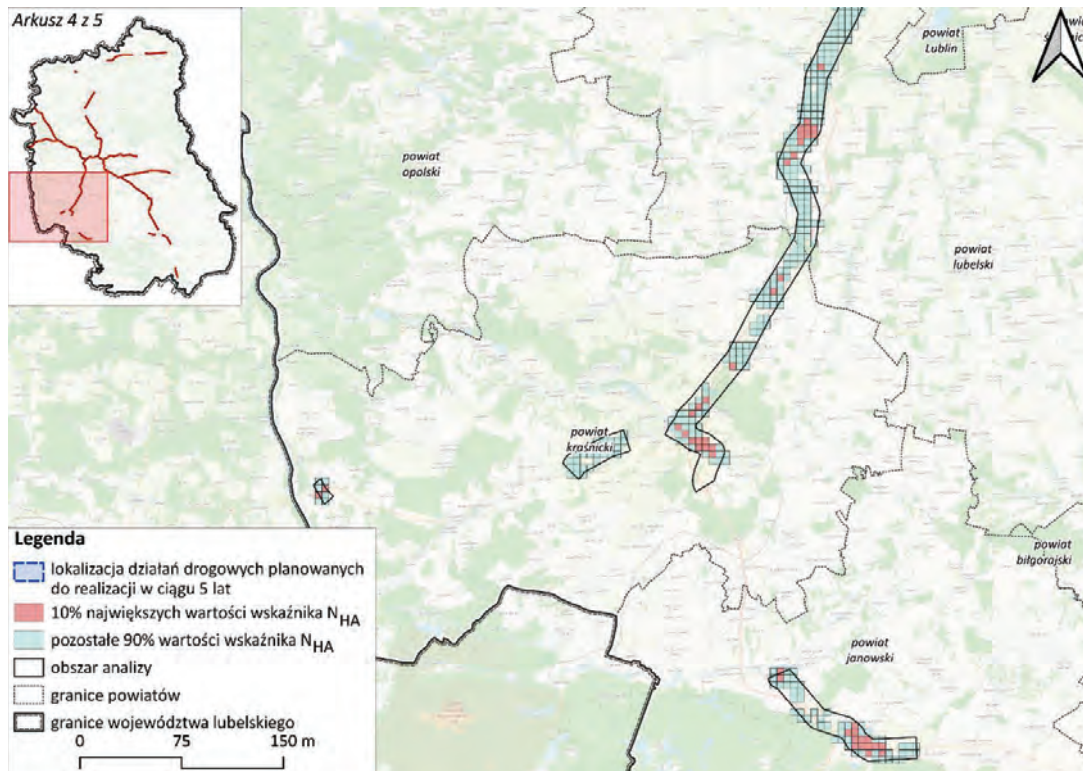 Arkusz 4 z 5
powiat
Lublin
powiat
opolski
powiat
lubelski
powiat
kraśnicki
powiat
biłgorajski
powiat
janowski
Legenda
lokalizacja działań drogowych planowanych
do realizacji w ciągu 5 lat
10% największych wartości wskaźnika N_HA
pozostałe 90% wartości wskaźnika N_HA
obszar analizy
granice powiatów
granice województwa lubelskiego
0 75 150 m